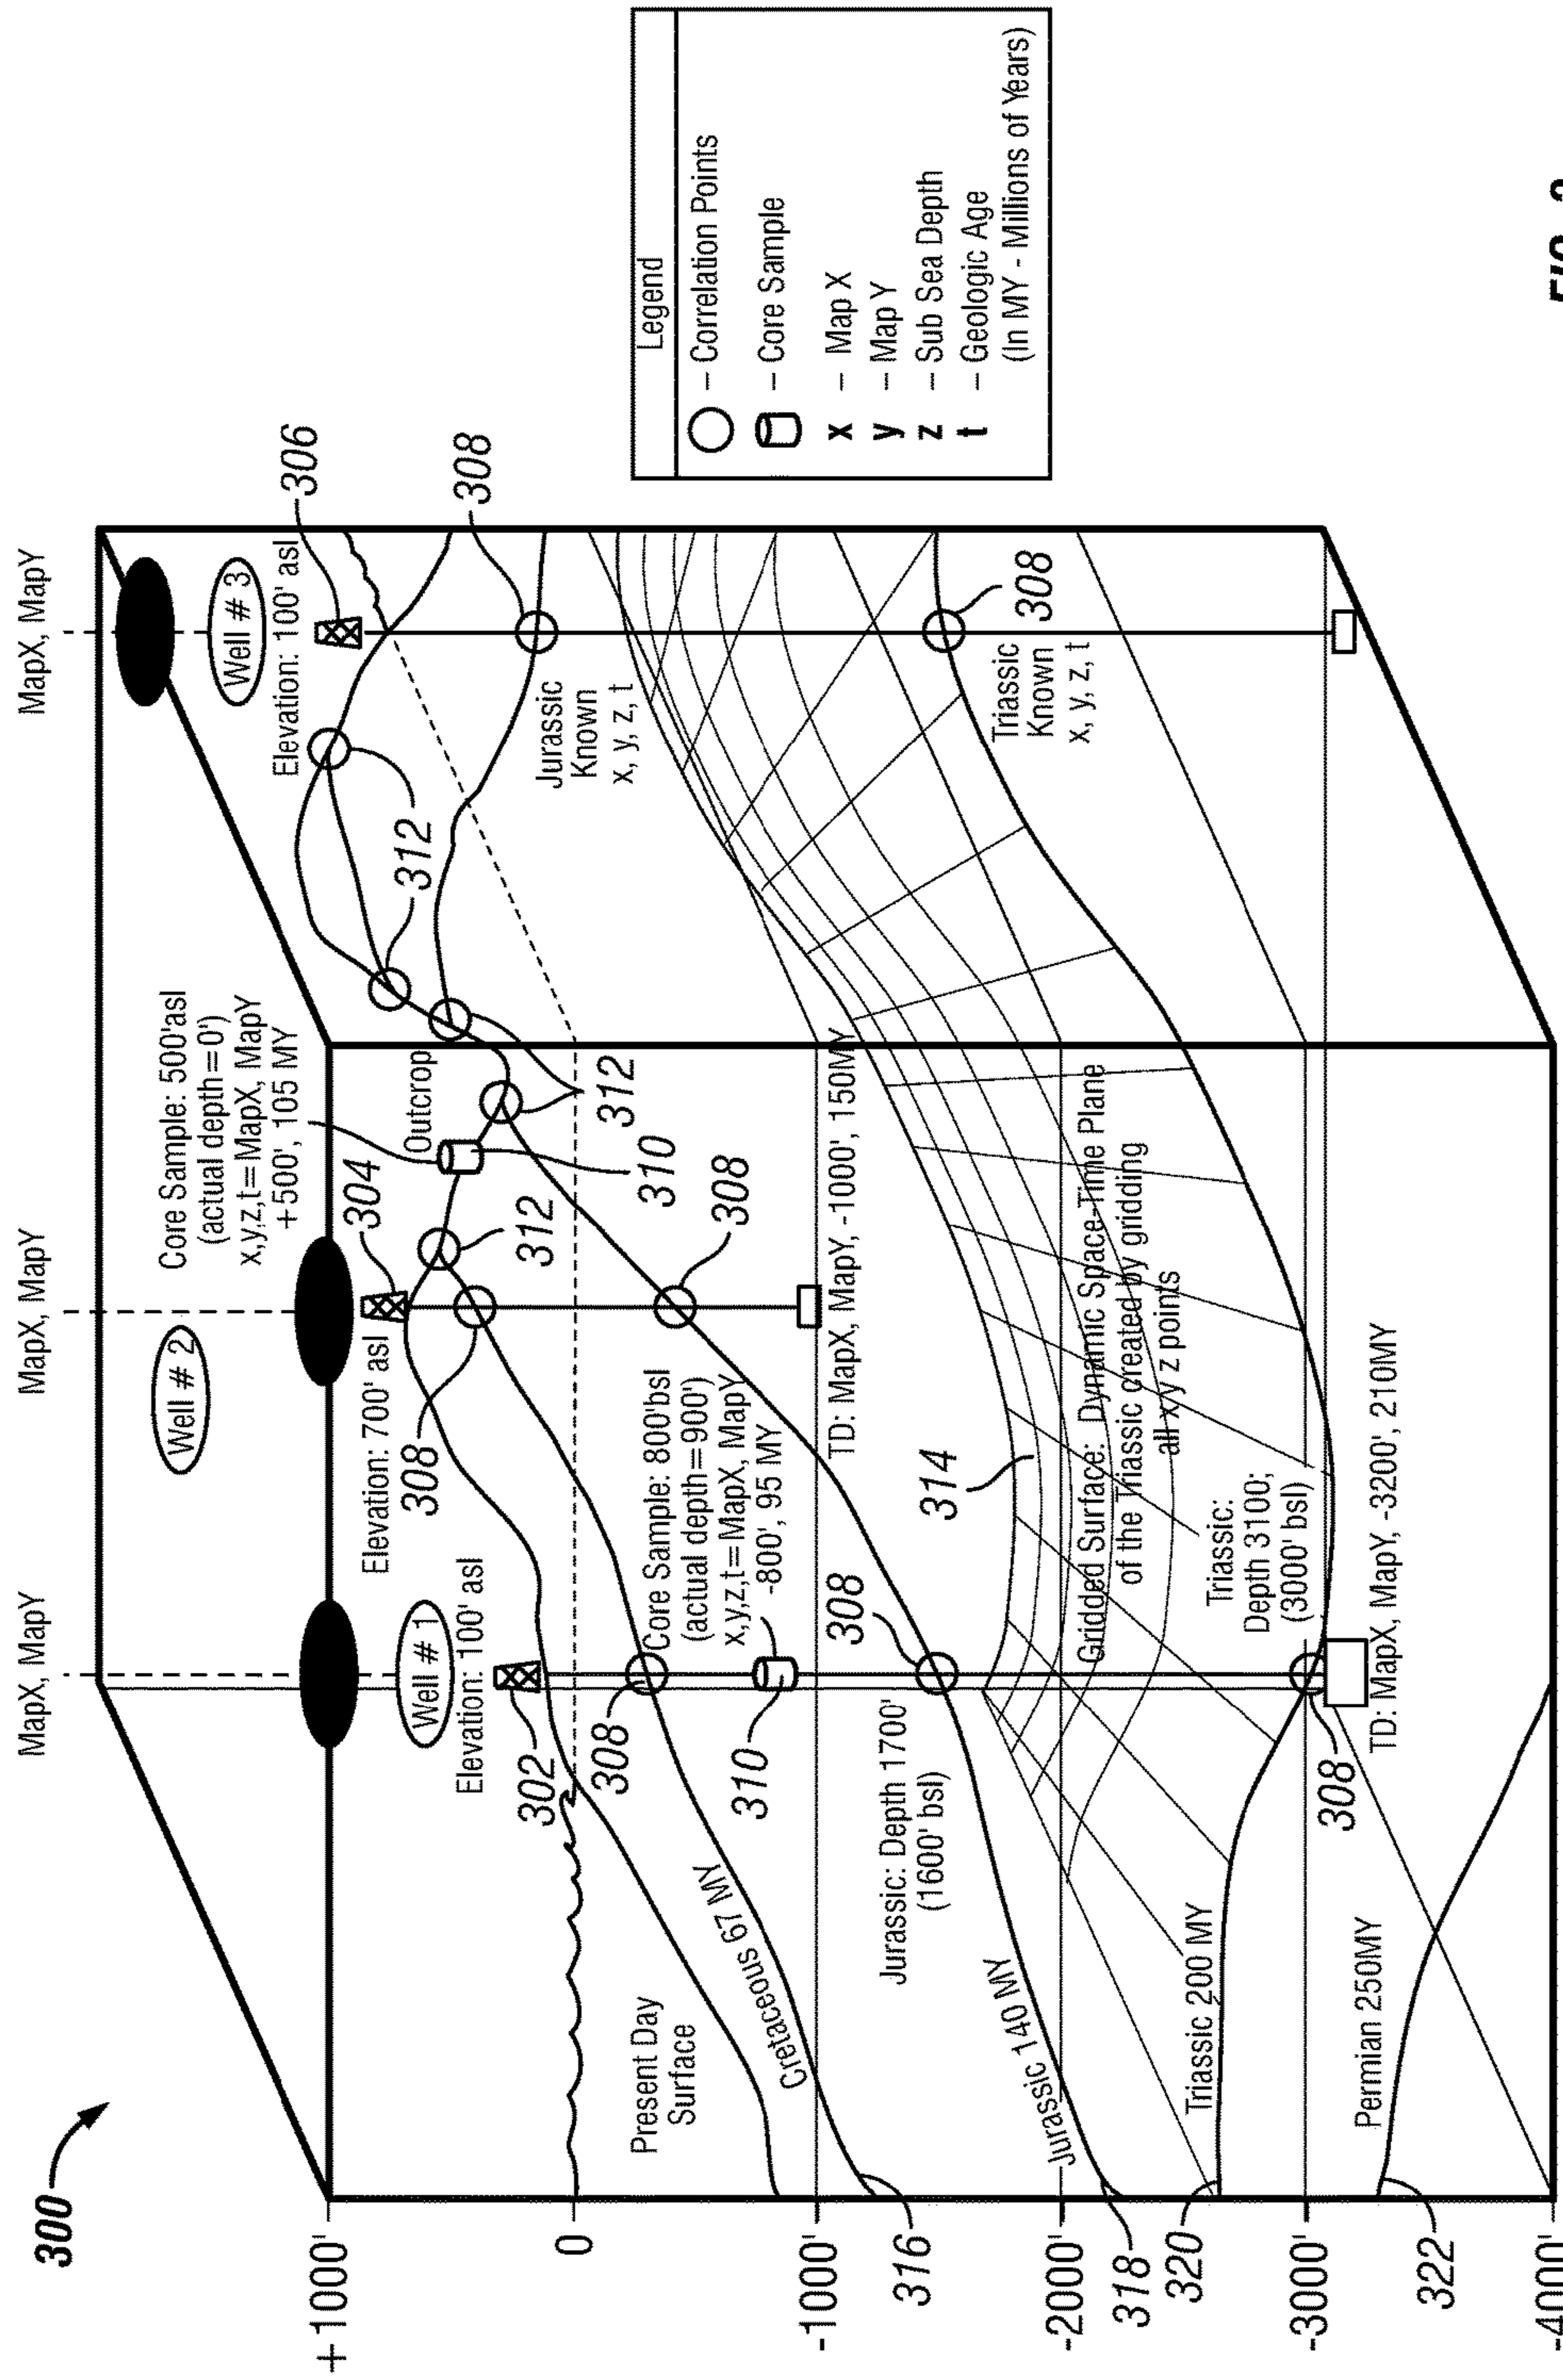 300
MapX, MapY
MapX, MapY
MapX, MapY
Well # 1
Well # 2
Well # 3
Elevation: 100' asl
Elevation: 700' asl
Elevation: 100' asl
302
304
306
Core Sample: 500'asl
(actual depth=0')
x,y,z,t=MapX, MapY
+500', 105 MY
Outcrop
312
312
312
310
308
308
308
308
308
308
308
308
310
314
+1000'
0
-1000'
-2000'
-3000'
-4000'
Present Day
Surface
Cretaceous 67 MY
Core Sample: 800'bsl
(actual depth=900')
x,y,z,t=MapX, MapY
-800', 95 MY
TD: MapX, MapY, -1000', 150MY
Jurassic: Depth 1700'
(1600' bsl)
Jurassic 140 MY
Jurassic
Known
x, y, z, t
Triassic
Known
x, y, z, t
Gridded Surface: Dynamic Space-Time Plane
of the Triassic created by gridding
all x y z points
Triassic:
Depth 3100;
(3000' bsl)
Triassic 200 MY
TD: MapX, MapY, -3200', 210MY
Permian 250MY
316
318
320
322
Legend
– Correlation Points
– Core Sample
x – Map X
y – Map Y
z – Sub Sea Depth
t – Geologic Age
(In MY - Millions of Years)